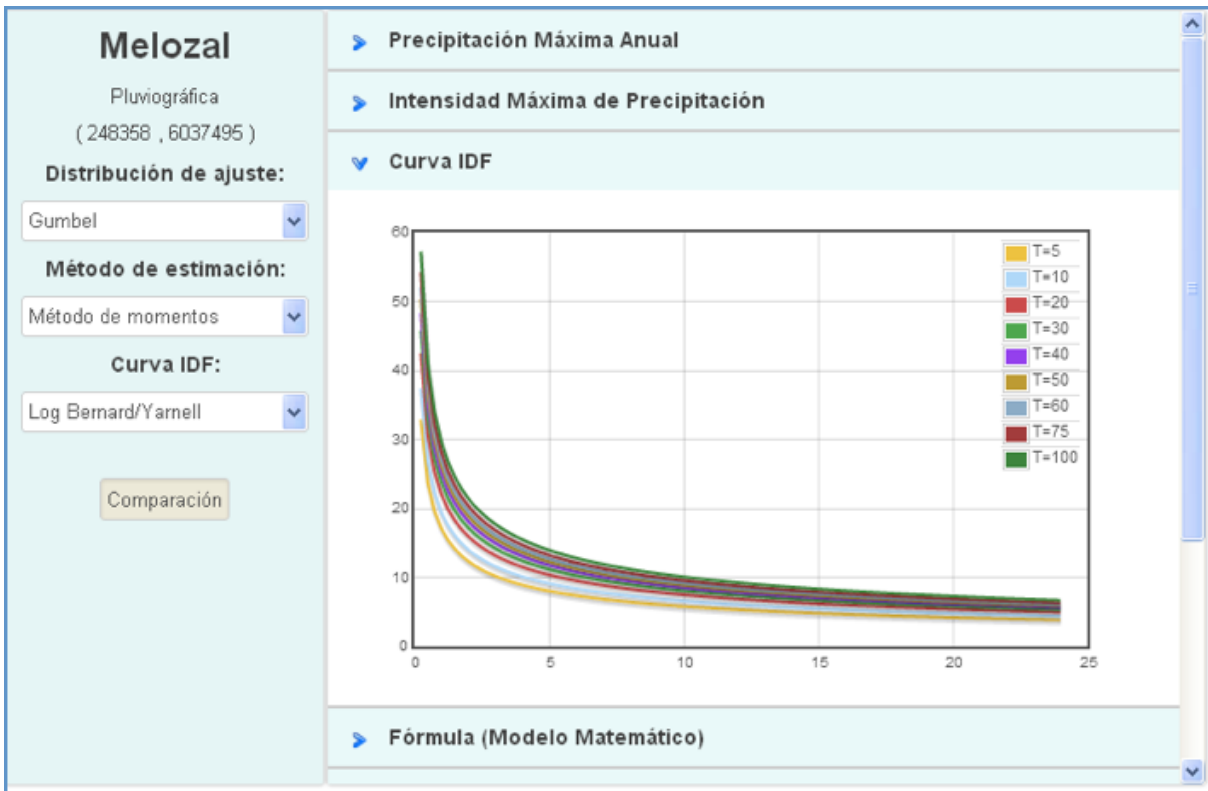 Melozal
Pluviográfica
( 248358 , 6037495 )
Distribución de ajuste:
Gumbel
Método de estimación:
Método de momentos
Curva IDF:
Log Bernard/Yarnell
Comparación
Precipitación Máxima Anual
Intensidad Máxima de Precipitación
Curva IDF
60
50
40
30
20
10
0
0 5 10 15 20 25
T=5
T=10
T=20
T=30
T=40
T=50
T=60
T=75
T=100
Fórmula (Modelo Matemático)